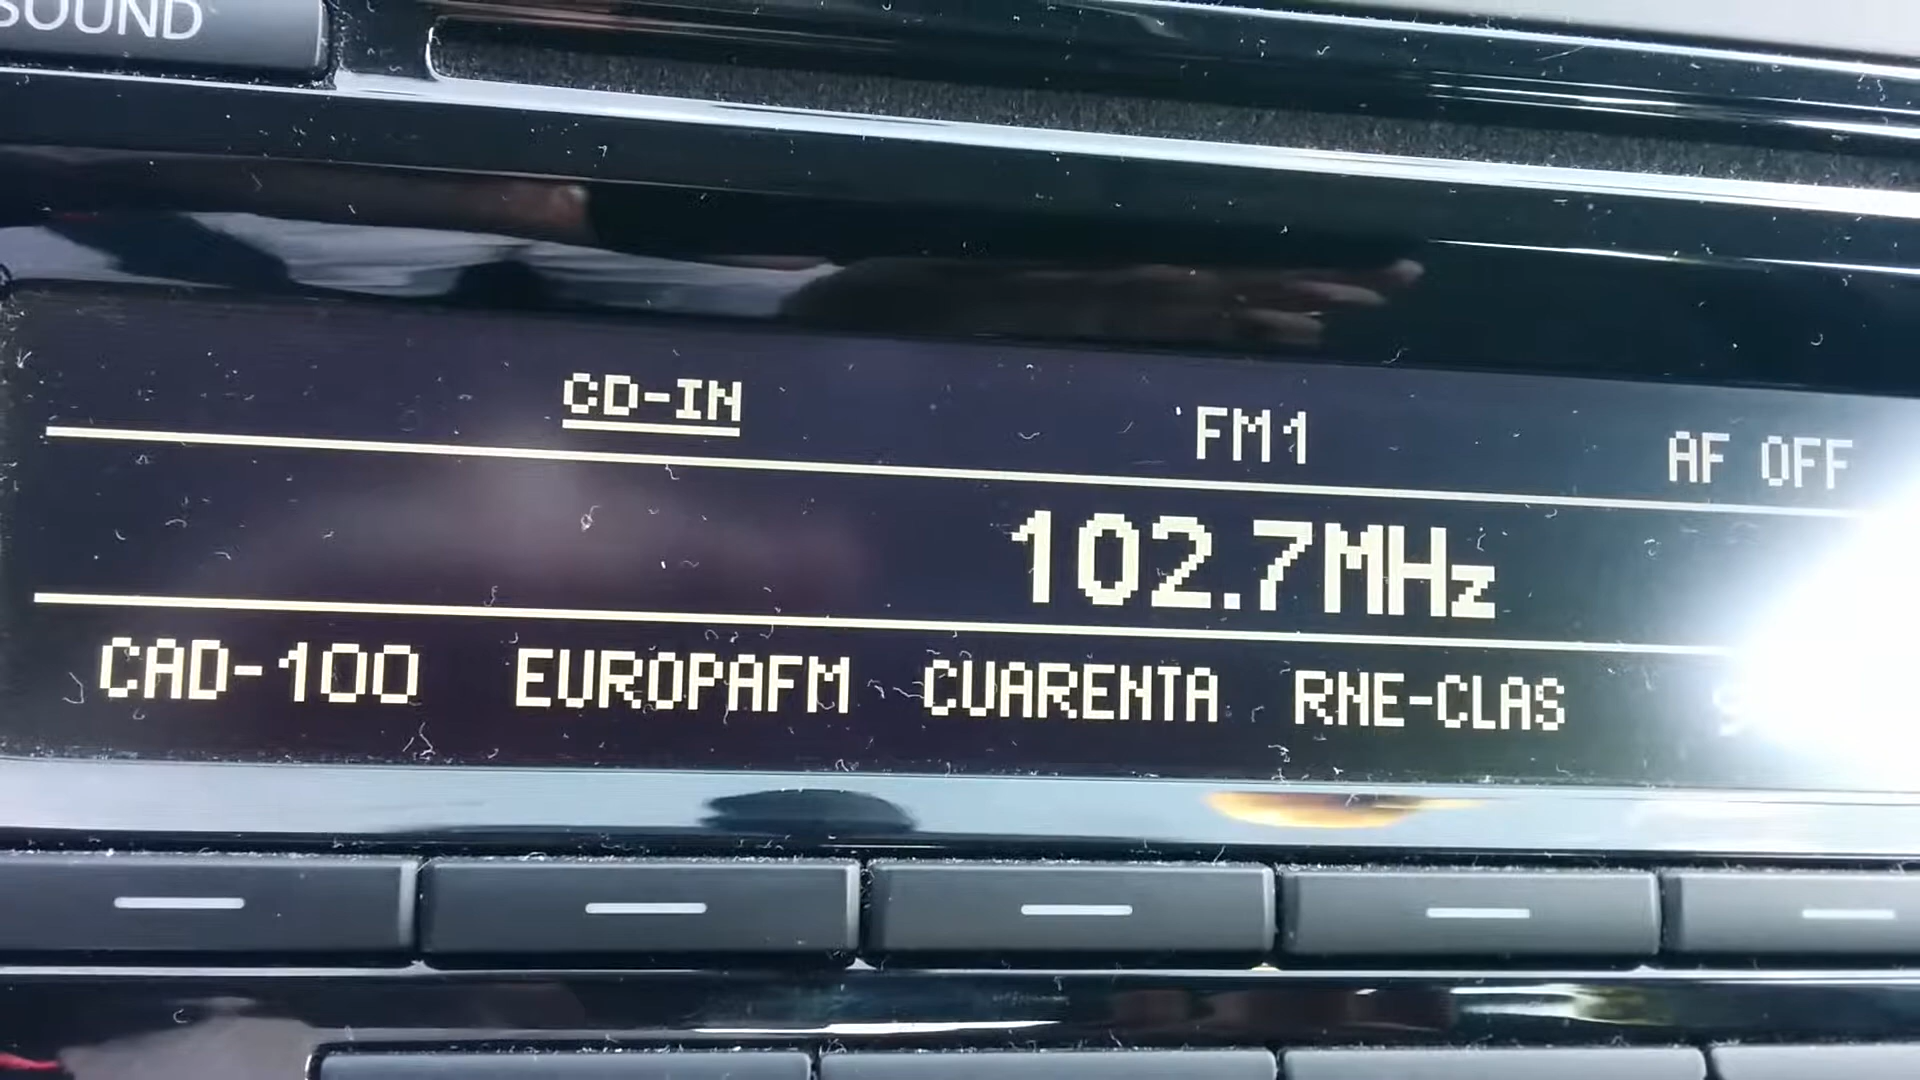 SOUND
CD-IN FM1 AF OFF
102.7MHz
CAD-100 EUROPAFM CUARENTA RNE-CLAS